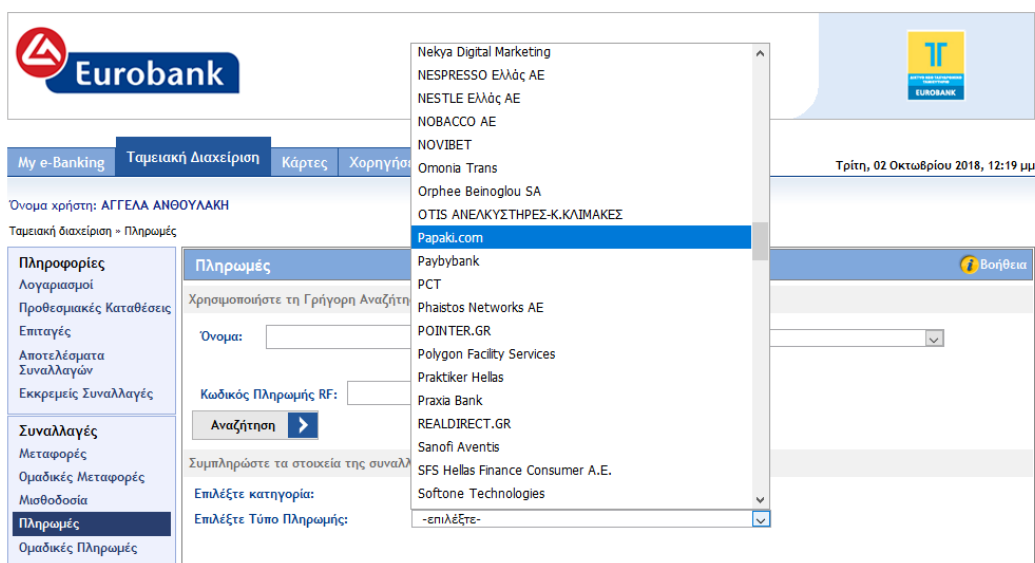 Eurobank
EUROBANK
My e-Banking
Ταμειακή Διαχείριση
Κάρτες
Χορηγήσε
Τρίτη, 02 Οκτωβρίου 2018, 12:19 μμ
Όνομα χρήστη: ΑΓΓΕΛΑ ΑΝΘΟΥΛΑΚΗ
Ταμειακή διαχείριση » Πληρωμές
Πληροφορίες
Λογαριασμοί
Προθεσμιακές Καταθέσεις
Επιταγές
Αποτελέσματα
Συναλλαγών
Εκκρεμείς Συναλλαγές
Συναλλαγές
Μεταφορές
Ομαδικές Μεταφορές
Μισθοδοσία
Πληρωμές
Ομαδικές Πληρωμές
Πληρωμές
Βοήθεια
Χρησιμοποιήστε τη Γρήγορη Αναζήτη
Όνομα:
Κωδικός Πληρωμής RF:
Αναζήτηση
Συμπληρώστε τα στοιχεία της συναλλ
Επιλέξτε κατηγορία:
Επιλέξτε Τύπο Πληρωμής:
-επιλέξτε-
Nekya Digital Marketing
NESPRESSO Ελλάς ΑΕ
NESTLE Ελλάς ΑΕ
NOBACCO AE
NOVIBET
Omonia Trans
Orphee Beinoglou SA
OTIS ΑΝΕΛΚΥΣΤΗΡΕΣ-Κ.ΚΛΙΜΑΚΕΣ
Papaki.com
Paybybank
PCT
Phaistos Networks AE
POINTER.GR
Polygon Facility Services
Praktiker Hellas
Praxia Bank
REALDIRECT.GR
Sanofi Aventis
SFS Hellas Finance Consumer A.E.
Softone Technologies